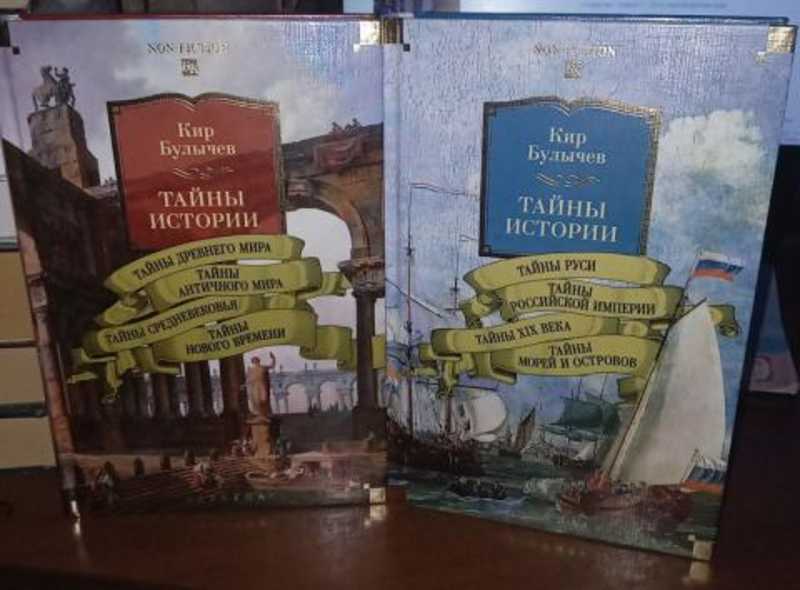 NON-FICTION
Кир
Булычев
ТАЙНЫ
ИСТОРИИ
ТАЙНЫ ДРЕВНЕГО МИРА
ТАЙНЫ
АНТИЧНОГО МИРА
ТАЙНЫ СРЕДНЕВЕКОВЬЯ
ТАЙНЫ
НОВОГО ВРЕМЕНИ
NON-FICTION
Кир
Булычев
ТАЙНЫ
ИСТОРИИ
ТАЙНЫ РУСИ
ТАЙНЫ
РОССИЙСКОЙ ИМПЕРИИ
ТАЙНЫ XIX ВЕКА
ТАЙНЫ
МОРЕЙ И ОСТРОВОВ